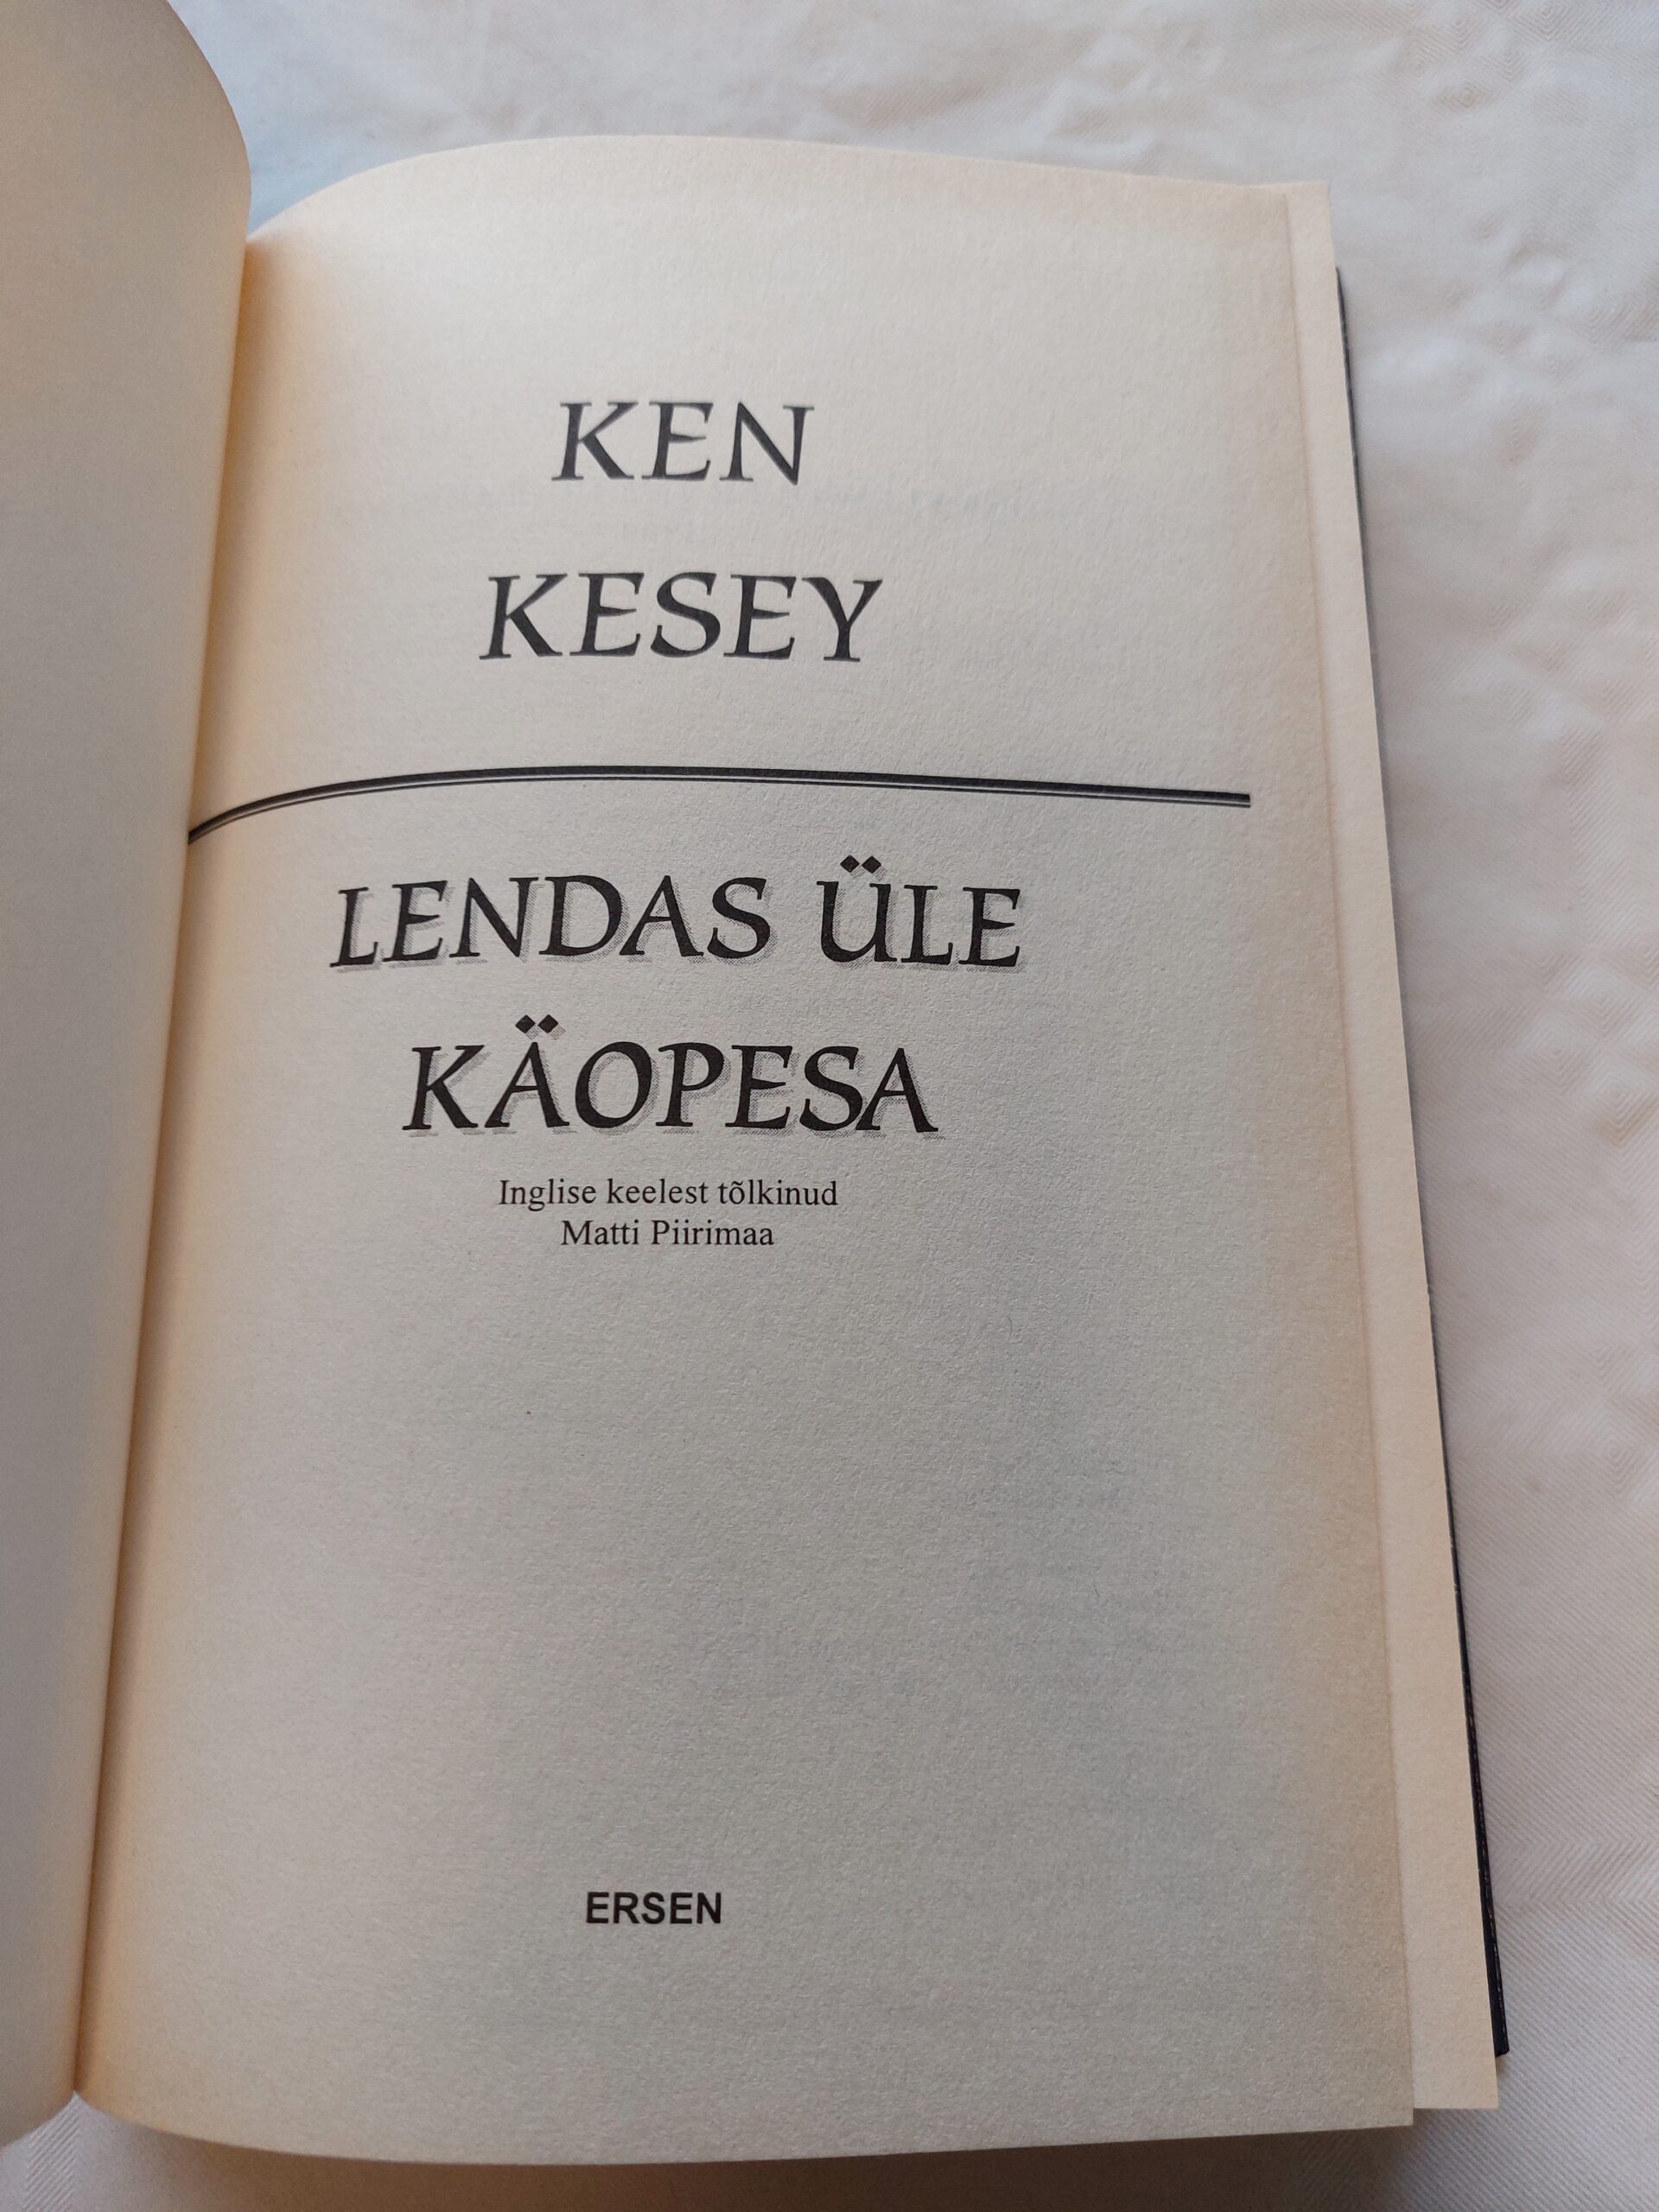 KEN
KESEY
LENDAS ÜLE
KÄOPESA
Inglise keelest tõlkinud
Matti Piirimaa
ERSEN